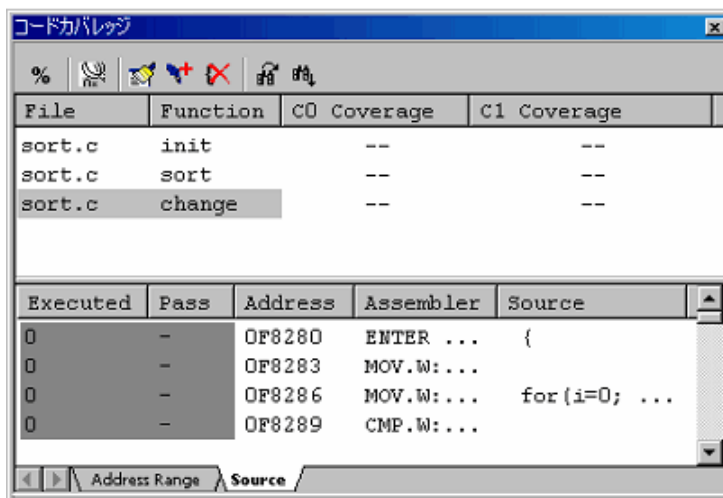 コードカバレッジ
%
File Function C0 Coverage C1 Coverage
sort.c init -- --
sort.c sort -- --
sort.c change -- --
Executed Pass Address Assembler Source
0 - 0F8280 ENTER ... {
0 - 0F8283 MOV.W:...
0 - 0F8286 MOV.W:... for(i=0; ...
0 - 0F8289 CMP.W:...
Address Range Source